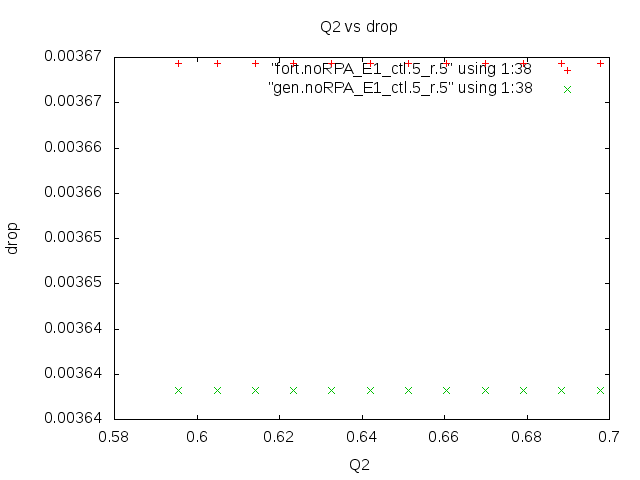 Q2 vs drop
0.00367
"fort.noRPA_E1_ctl.5_r.5" using 1:38
"gen.noRPA_E1_ctl.5_r.5" using 1:38
0.00367
0.00366
0.00366
0.00365
0.00365
0.00364
0.00364
0.00364
drop
0.58 0.6 0.62 0.64 0.66 0.68 0.7
Q2